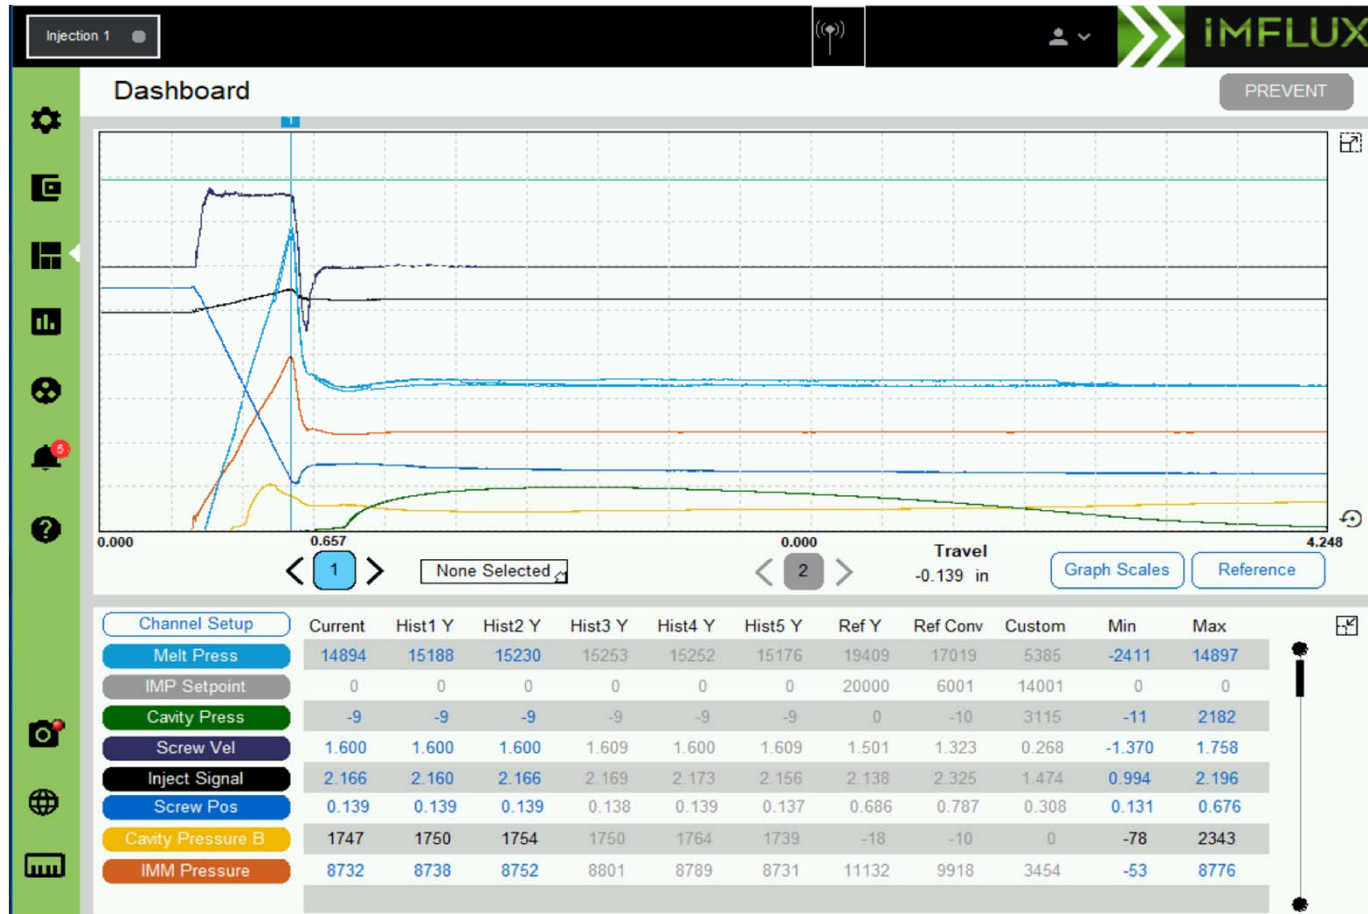 Injection 1
iMFLUX
Dashboard
PREVENT
1
5
0.000 0.657 0.000 4.248
1 None Selected 2 Travel -0.139 in Graph Scales Reference
Channel Setup Current Hist1 Y Hist2 Y Hist3 Y Hist4 Y Hist5 Y Ref Y Ref Conv Custom Min Max
Melt Press 14894 15188 15230 15253 15252 15176 19409 17019 5385 -2411 14897
IMP Setpoint 0 0 0 0 0 0 20000 6001 14001 0 0
Cavity Press -9 -9 -9 -9 -9 -9 0 -10 3115 -11 2182
Screw Vel 1.600 1.600 1.600 1.609 1.600 1.609 1.501 1.323 0.268 -1.370 1.758
Inject Signal 2.166 2.160 2.166 2.169 2.173 2.156 2.138 2.325 1.474 0.994 2.196
Screw Pos 0.139 0.139 0.139 0.138 0.139 0.137 0.686 0.787 0.308 0.131 0.676
Cavity Pressure B 1747 1750 1754 1750 1764 1739 -18 -10 0 -78 2343
IMM Pressure 8732 8738 8752 8801 8789 8731 11132 9918 3454 -53 8776